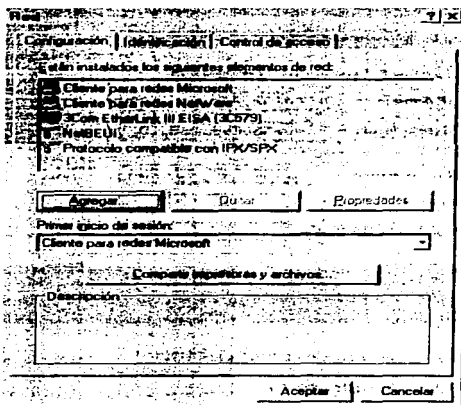 Red
Configuración Identificación Control de acceso
Están instalados los siguientes elementos de red:
Cliente para redes Microsoft
Cliente para redes NetWare
3Com EtherLink III EISA (3C579)
NetBEUI
Protocolo compatible con IPX/SPX
Agregar... Quitar Propiedades
Primer inicio de sesión:
Cliente para redes Microsoft
Compartir impresoras y archivos...
Descripción
Aceptar Cancelar